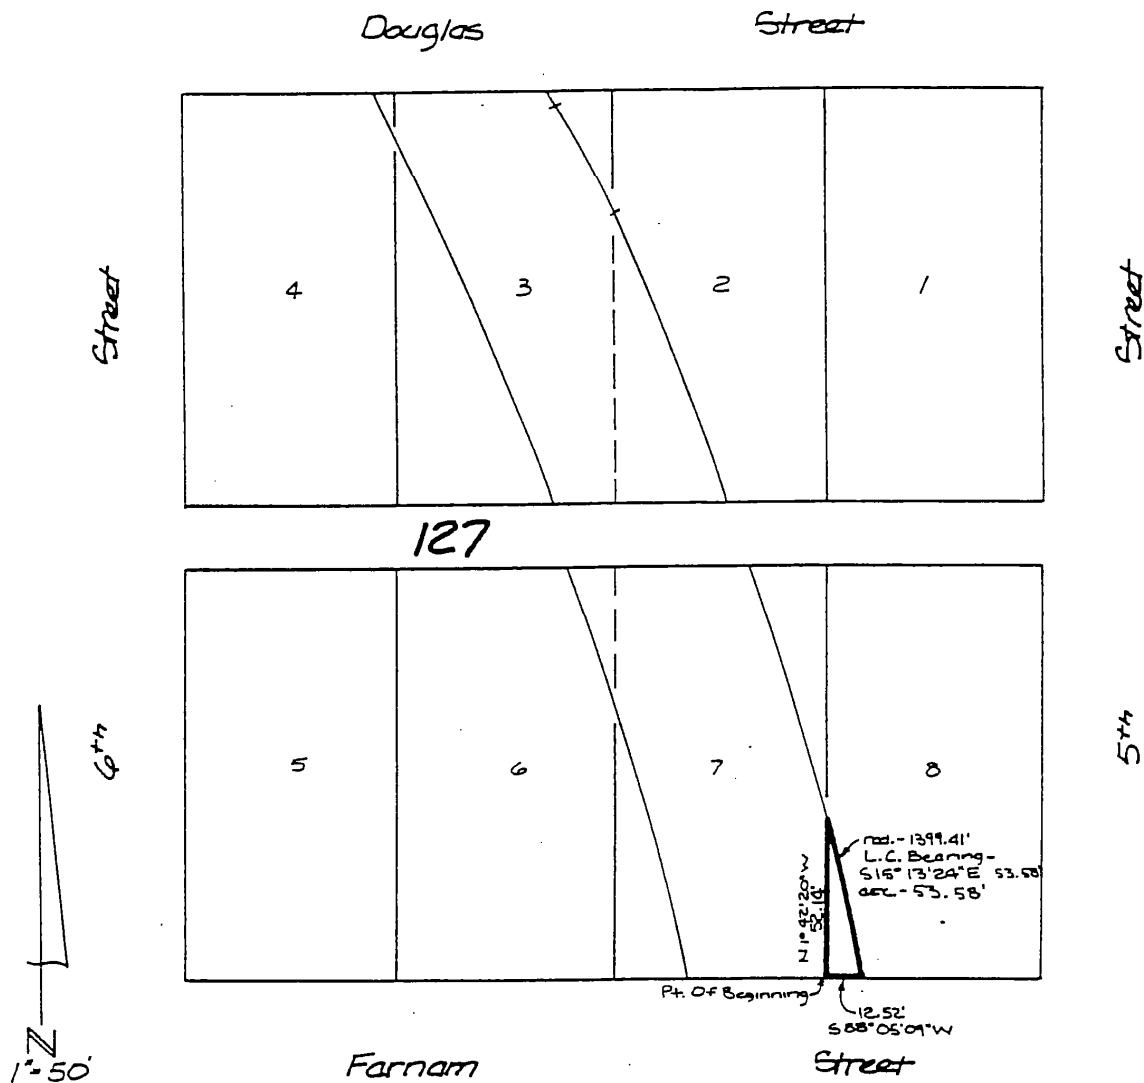 Douglas Street
4 3 2 1
Street
Street
127
6th
5th
5 6 7 8
rad.-1399.41'
L.C. Bearing-
S15°13'24"E 53.58'
arc-53.58'
N1°42'20"W
52.14'
Pt. Of Beginning
12.52'
S88°05'09"W
N
1"=50'
Farnam Street